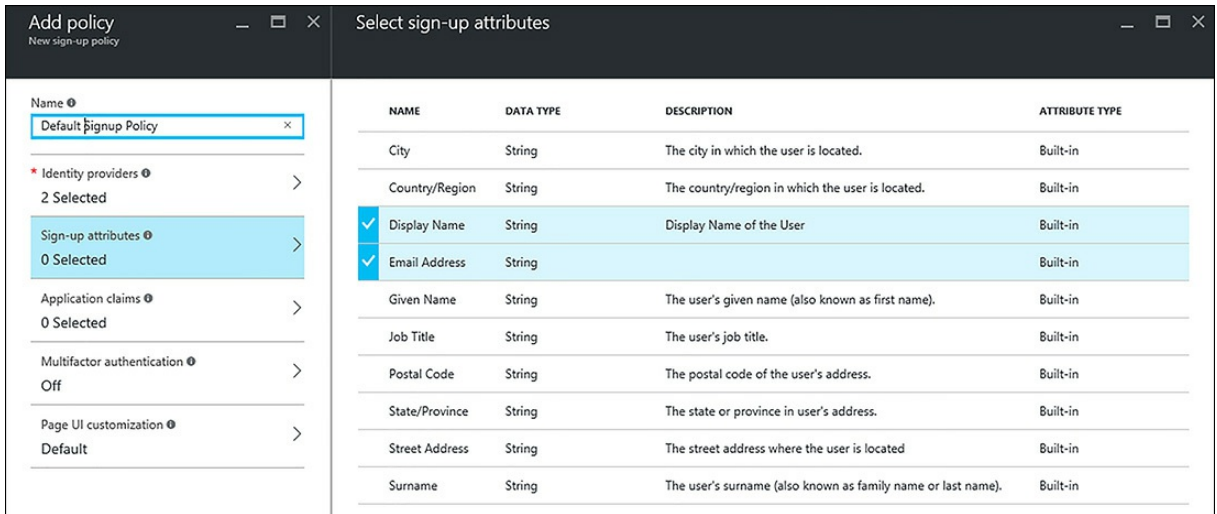 Add policy
New sign-up policy
Name
Default Signup Policy
* Identity providers
2 Selected
Sign-up attributes
0 Selected
Application claims
0 Selected
Multifactor authentication
Off
Page UI customization
Default
Select sign-up attributes
NAME DATA TYPE DESCRIPTION ATTRIBUTE TYPE
City String The city in which the user is located. Built-in
Country/Region String The country/region in which the user is located. Built-in
Display Name String Display Name of the User Built-in
Email Address String Built-in
Given Name String The user's given name (also known as first name). Built-in
Job Title String The user's job title. Built-in
Postal Code String The postal code of the user's address. Built-in
State/Province String The state or province in user's address. Built-in
Street Address String The street address where the user is located Built-in
Surname String The user's surname (also known as family name or last name). Built-in